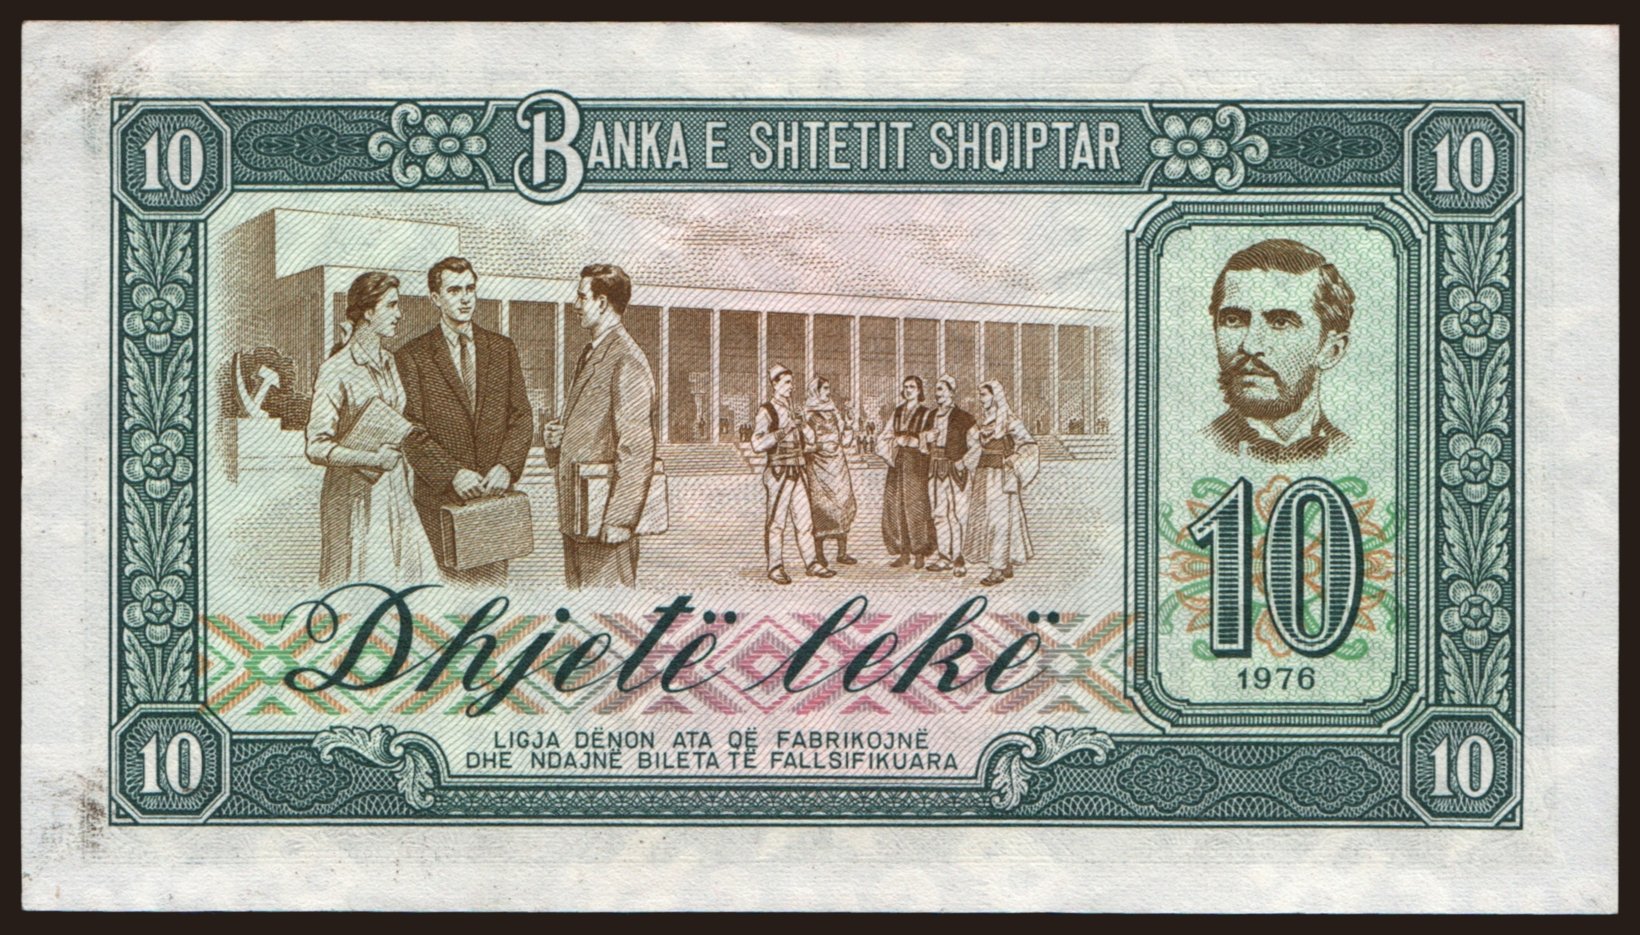 10
BANKA E SHTETIT SHQIPTAR
10
10
1976
Dhjetë lekë
LIGJA DËNON ATA QË FABRIKOJNË
DHE NDAJNË BILETA TË FALLSIFIKUARA
10
10